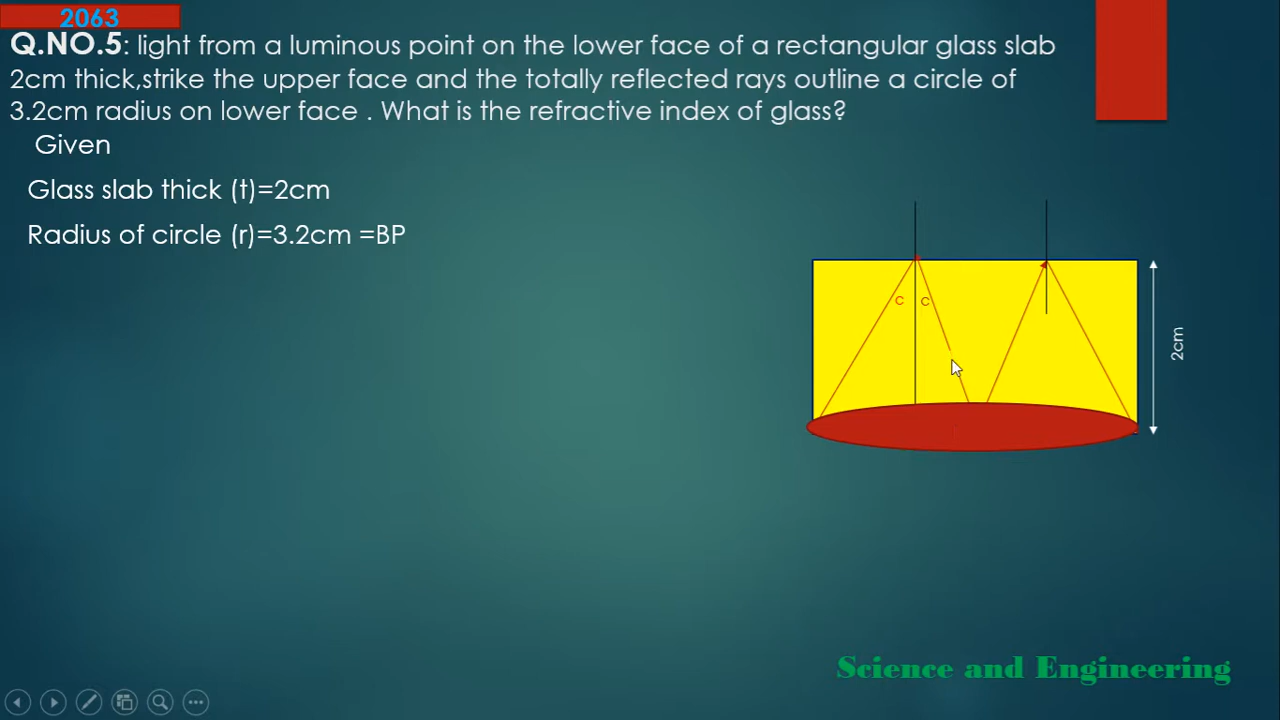 2063
Q.NO.5: light from a luminous point on the lower face of a rectangular glass slab
2cm thick,strike the upper face and the totally reflected rays outline a circle of
3.2cm radius on lower face . What is the refractive index of glass?
Given
Glass slab thick (t)=2cm
Radius of circle (r)=3.2cm =BP
C C
2cm
Science and Engineering